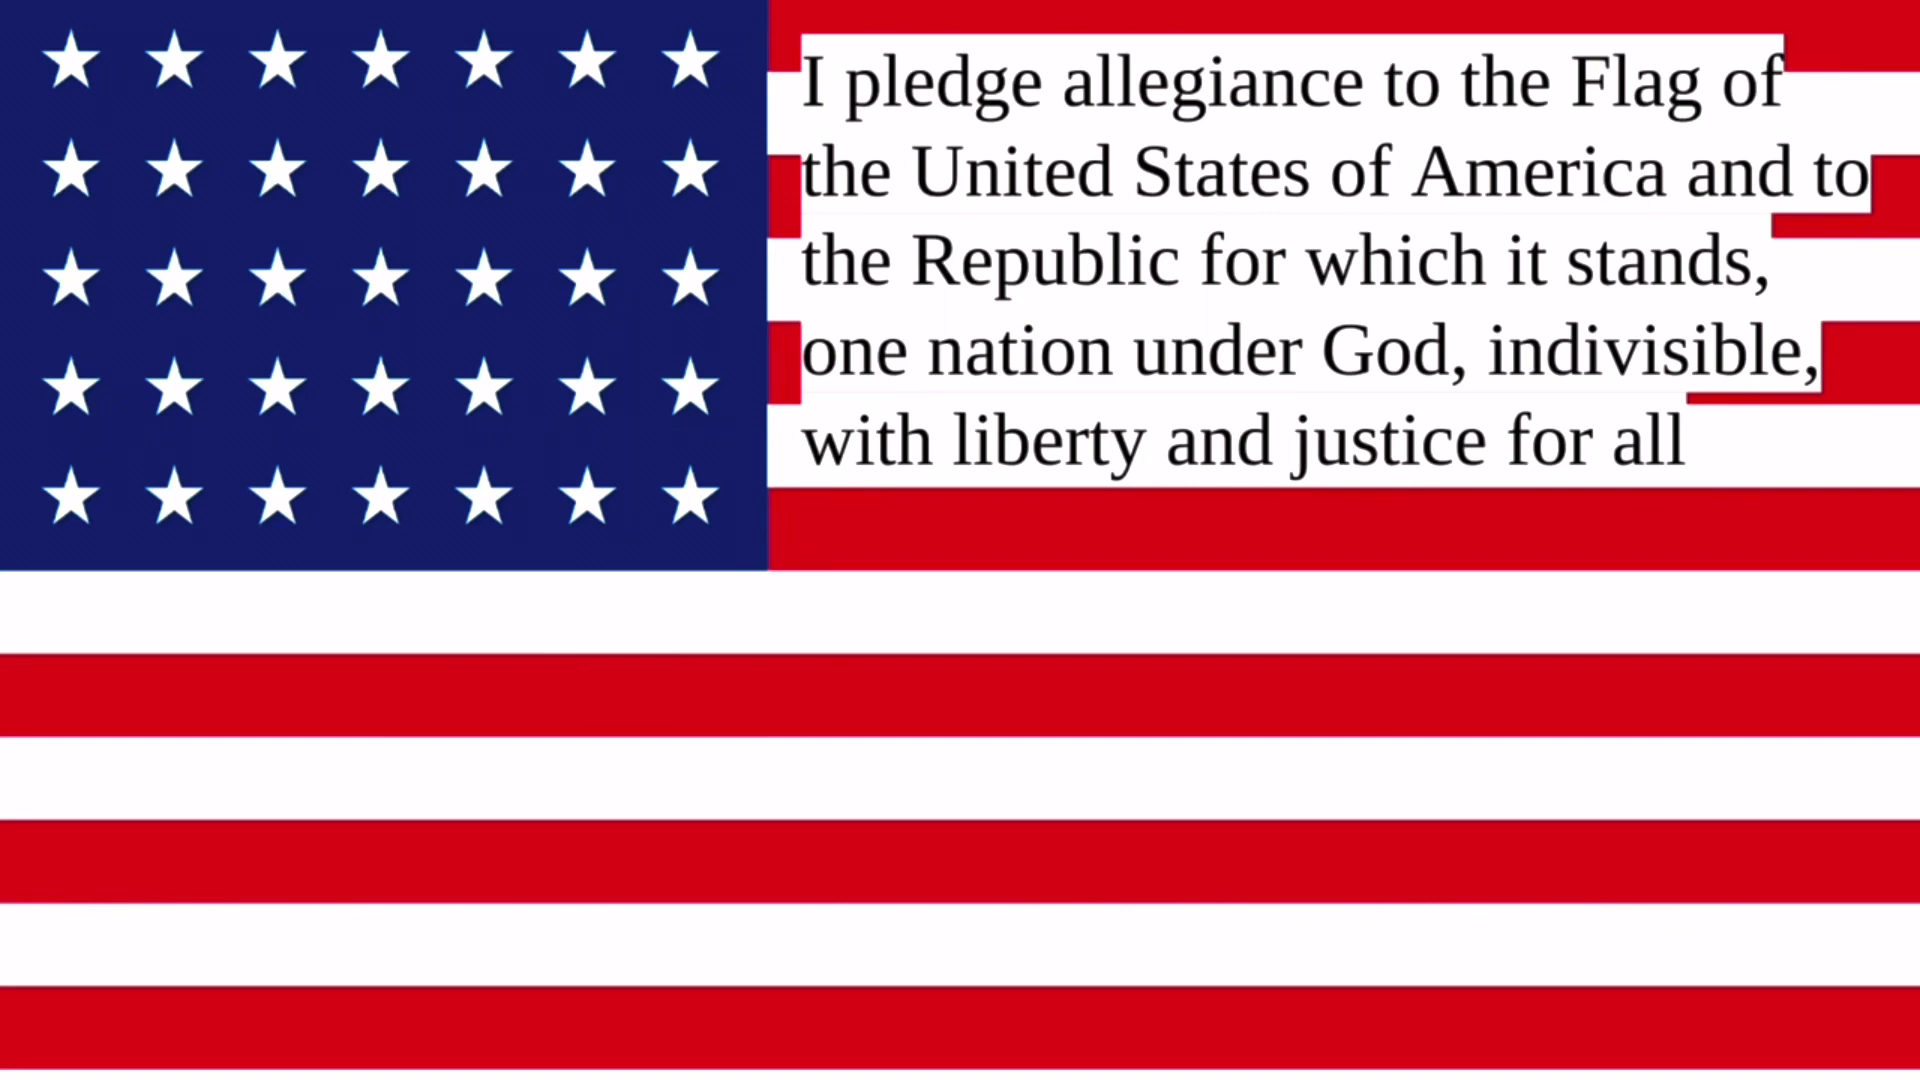 I pledge allegiance to the Flag of
the United States of America and to
the Republic for which it stands,
one nation under God, indivisible,
with liberty and justice for all